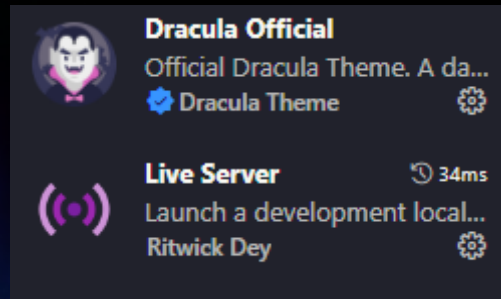 Dracula Official
Official Dracula Theme. A da...
Dracula Theme
Live Server 34ms
Launch a development local...
Ritwick Dey